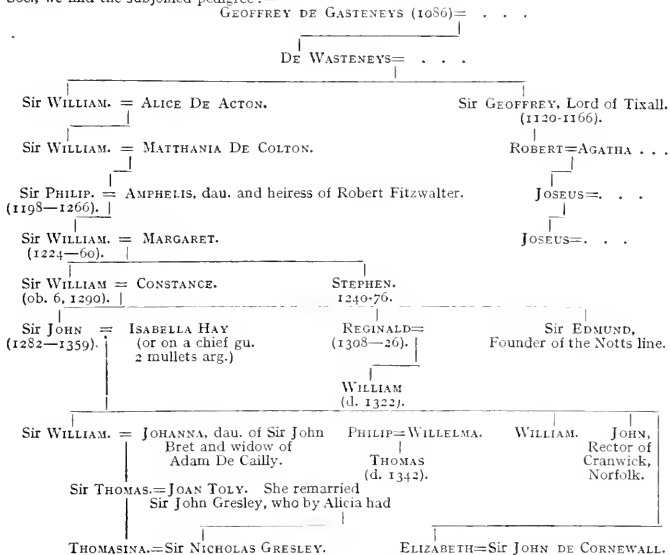 we find the subjoined pedigree :—
GEOFFREY DE GASTENEYS (1086)= . . .
DE WASTENEYS= . . .
Sir WILLIAM. = ALICE DE ACTON. Sir GEOFFREY, Lord of Tixall.
(1120-1166).
Sir WILLIAM. = MATTHANIA DE COLTON. ROBERT=AGATHA . . .
Sir PHILIP. = AMPHELIS, dau. and heiress of Robert Fitzwalter. JOSEUS=. . .
(1198—1266).
Sir WILLIAM. = MARGARET. JOSEUS=. . .
(1224—60).
Sir WILLIAM = CONSTANCE. STEPHEN.
(ob. 6, 1290). 1240-76.
Sir JOHN = ISABELLA HAY REGINALD= Sir EDMUND,
(1282—1359). (or on a chief gu. (1308—26). Founder of the Notts line.
2 mullets arg.)
WILLIAM
(d. 1322).
Sir WILLIAM. = JOHANNA, dau. of Sir John PHILIP=WILLELMA. WILLIAM. JOHN,
Bret and widow of Rector of
Adam De Cailly. THOMAS Cranwick,
(d. 1342). Norfolk.
Sir THOMAS.=JOAN TOLY. She remarried
Sir John Gresley, who by Alicia had
THOMASINA.=Sir NICHOLAS GRESLEY. ELIZABETH=Sir JOHN DE CORNEWALL.